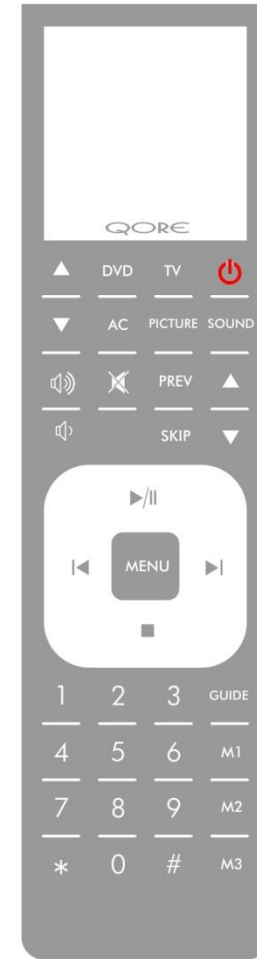 QORE
DVD TV
AC PICTURE SOUND
PREV
SKIP
MENU
1 2 3 GUIDE
4 5 6 M1
7 8 9 M2
* 0 # M3